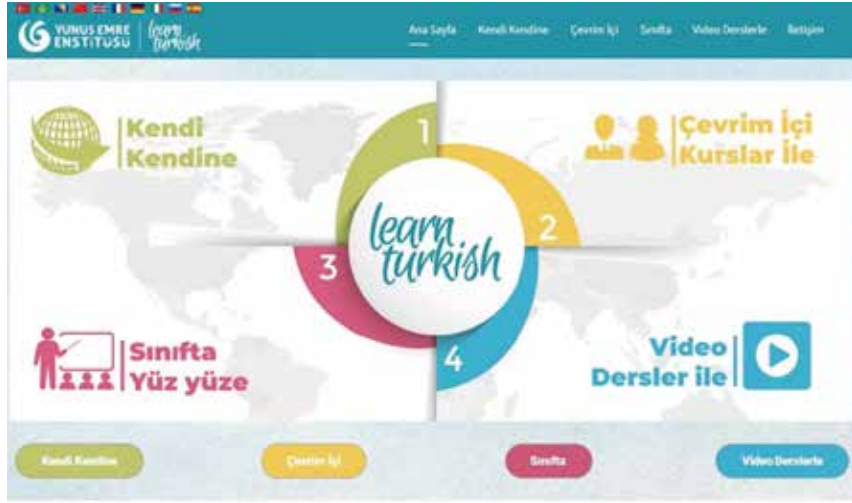 YUNUS EMRE
ENSTİTÜSÜ
learn
turkish
Ana Sayfa
Kendi Kendine
Çevrim İçi
Sınıfta
Video Derslerle
İletişim
1
Kendi
Kendine
Çevrim İçi
Kurslar İle
2
learn
turkish
3
Sınıfta
Yüz yüze
4
Video
Dersler ile
Kendi Kendine
Çevrim İçi
Sınıfta
Video Derslerle